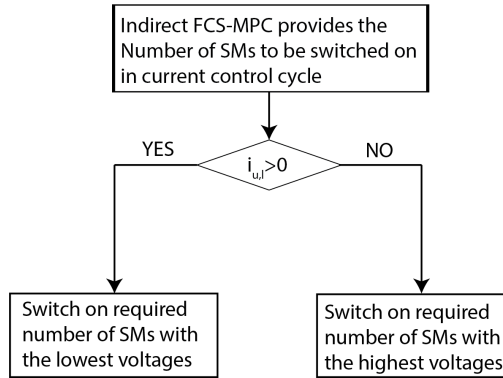 Indirect FCS-MPC provides the
Number of SMs to be switched on
in current control cycle
YES
i_{u,l}>0
NO
Switch on required
number of SMs with
the lowest voltages
Switch on required
number of SMs with
the highest voltages